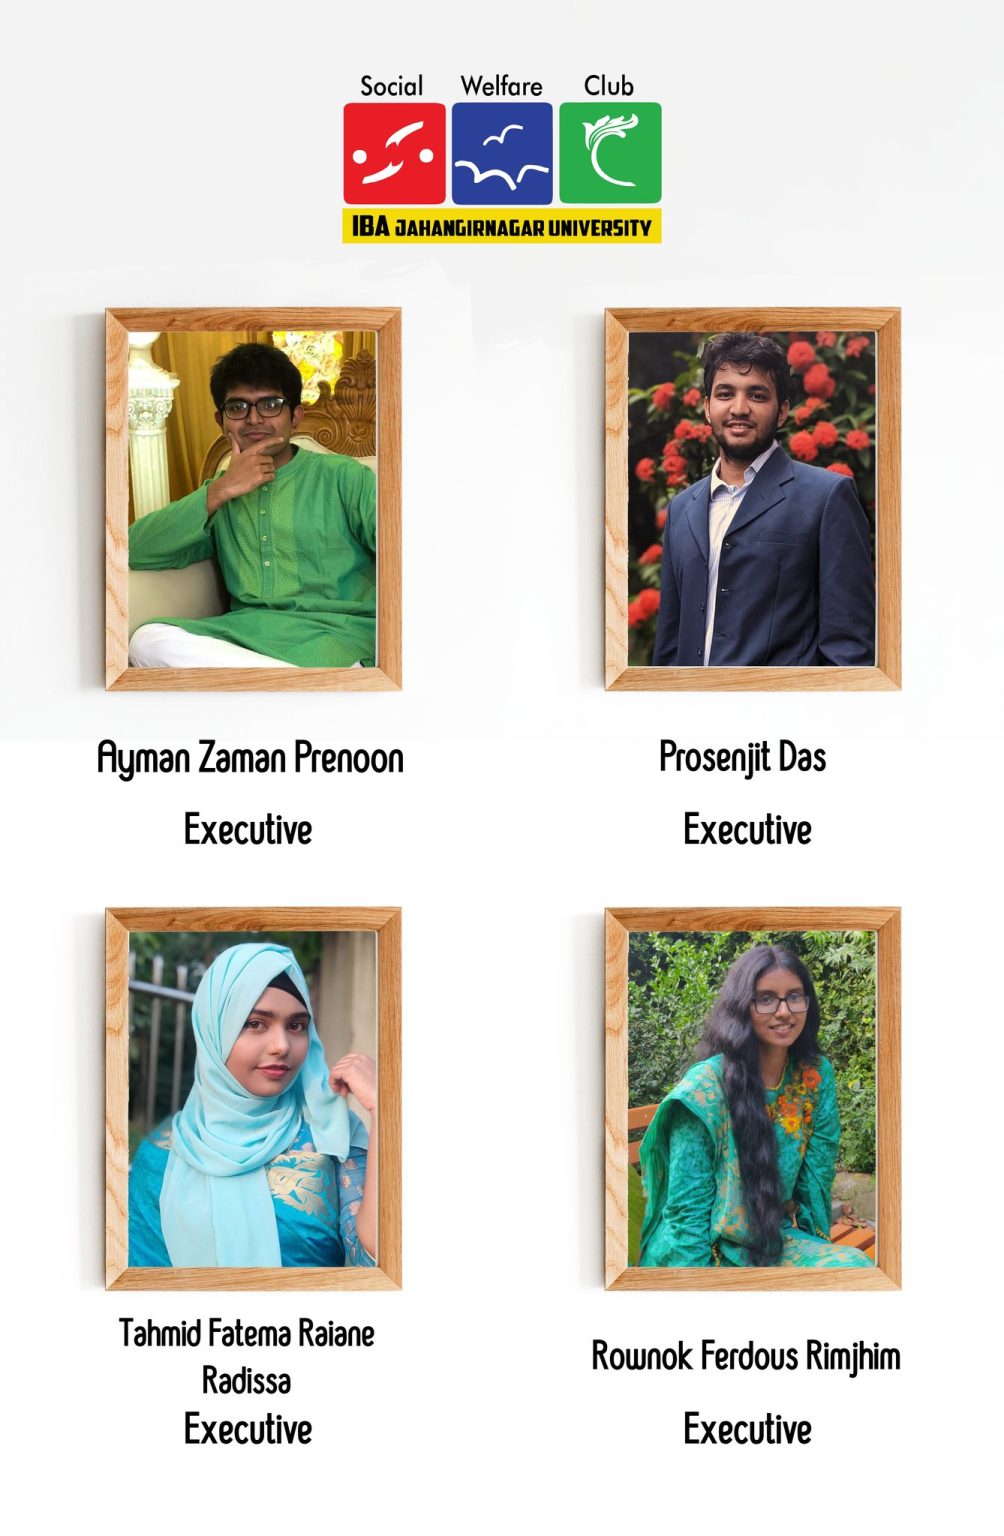 Social Welfare Club
IBA JAHANGIRNAGAR UNIVERSITY
Ayman Zaman Prenoon
Executive
Prosenjit Das
Executive
Tahmid Fatema Raiane
Radissa
Executive
Rownok Ferdous Rimjhim
Executive